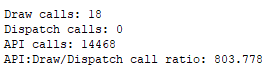 Draw calls: 18
Dispatch calls: 0
API calls: 14468
API:Draw/Dispatch call ratio: 803.778